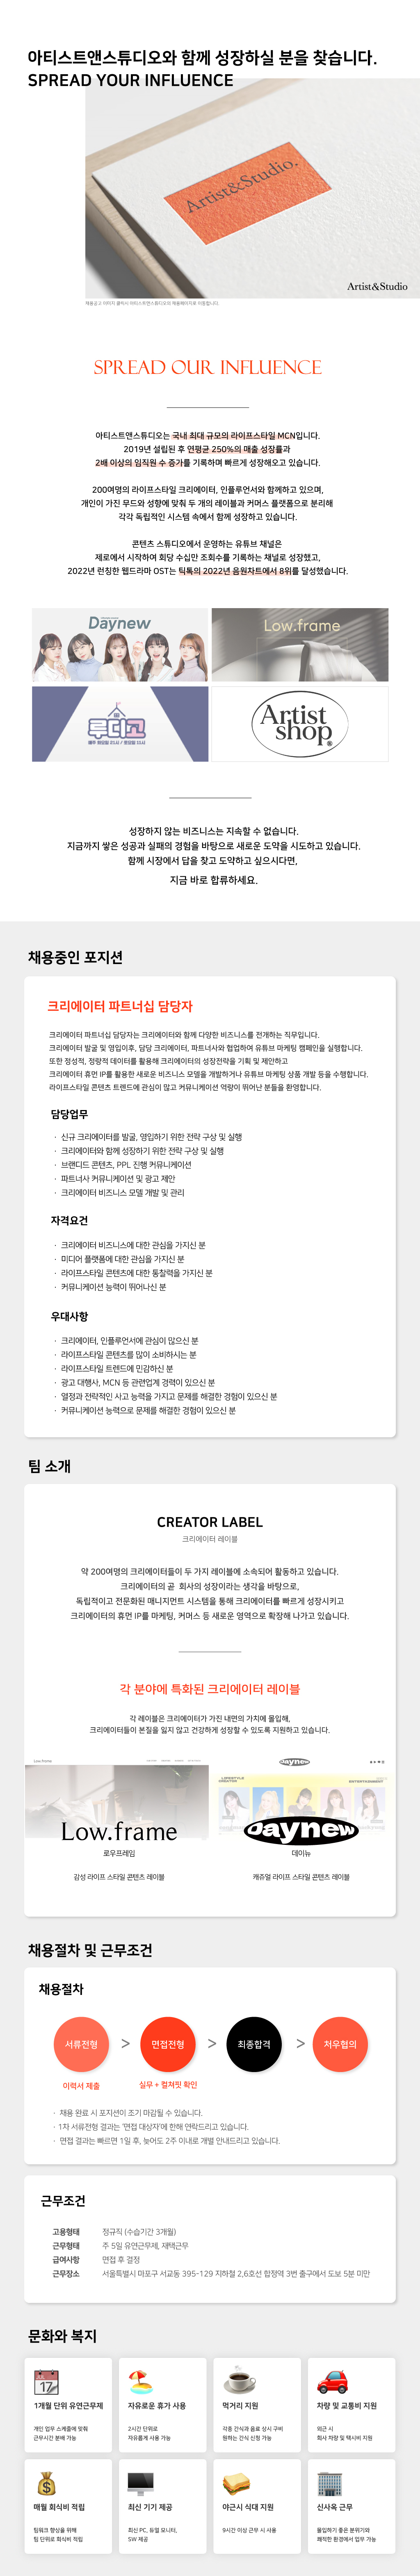 아티스트앤스튜디오와 함께 성장하실 분을 찾습니다.
SPREAD YOUR INFLUENCE
Artist&Studio.
Artist&Studio
SPREAD OUR INFLUENCE
아티스트앤스튜디오는 국내 최대 규모의 라이프스타일 MCN입니다.
2019년 설립된 후 연평균 250%의 매출 성장률과
2배 이상의 임직원 수 증가를 기록하며 빠르게 성장해오고 있습니다.
200여명의 라이프스타일 크리에이터, 인플루언서와 함께하고 있으며,
개인이 가진 무드와 성향에 맞춰 두 개의 레이블과 커머스 플랫폼으로 분리해
각각 독립적인 시스템 속에서 함께 성장하고 있습니다.
콘텐츠 스튜디오에서 운영하는 유튜브 채널은
제로에서 시작하여 회당 수십만 조회수를 기록하는 채널로 성장했고,
2022년 런칭한 웹드라마 OST는 틱톡의 2022년 음원차트에서 8위를 달성했습니다.
Daynew
Low.frame
루디고
Artist
shop®
성장하지 않는 비즈니스는 지속할 수 없습니다.
지금까지 쌓은 성공과 실패의 경험을 바탕으로 새로운 도약을 시도하고 있습니다.
함께 시장에서 답을 찾고 도약하고 싶으시다면,
지금 바로 합류하세요.
채용중인 포지션
크리에이터 파트너십 담당자
크리에이터 파트너십 담당자는 크리에이터와 함께 다양한 비즈니스를 전개하는 직무입니다.
크리에이터 발굴 및 영입이후, 담당 크리에이터, 파트너사와 협업하여 유튜브 마케팅 캠페인을 실행합니다.
또한 정성적, 정량적 데이터를 활용해 크리에이터의 성장전략을 기획 및 제안하고
크리에이터 휴먼 IP를 활용한 새로운 비즈니스 모델을 개발하거나 유튜브 마케팅 상품 개발 등을 수행합니다.
라이프스타일 콘텐츠 트렌드에 관심이 많고 커뮤니케이션 역량이 뛰어난 분들을 환영합니다.
담당업무
· 신규 크리에이터를 발굴, 영입하기 위한 전략 구상 및 실행
· 크리에이터와 함께 성장하기 위한 전략 구상 및 실행
· 브랜디드 콘텐츠, PPL 진행 커뮤니케이션
· 파트너사 커뮤니케이션 및 광고 제안
· 크리에이터 비즈니스 모델 개발 및 관리
자격요건
· 크리에이터 비즈니스에 대한 관심을 가지신 분
· 미디어 플랫폼에 대한 관심을 가지신 분
· 라이프스타일 콘텐츠에 대한 통찰력을 가지신 분
· 커뮤니케이션 능력이 뛰어나신 분
우대사항
· 크리에이터, 인플루언서에 관심이 많으신 분
· 라이프스타일 콘텐츠를 많이 소비하시는 분
· 라이프스타일 트렌드에 민감하신 분
· 광고 대행사, MCN 등 관련업계 경력이 있으신 분
· 열정과 전략적인 사고 능력을 가지고 문제를 해결한 경험이 있으신 분
· 커뮤니케이션 능력으로 문제를 해결한 경험이 있으신 분
팀 소개
CREATOR LABEL
크리에이터 레이블
약 200여명의 크리에이터들이 두 가지 레이블에 소속되어 활동하고 있습니다.
크리에이터의 곧 회사의 성장이라는 생각을 바탕으로,
독립적이고 전문화된 매니지먼트 시스템을 통해 크리에이터를 빠르게 성장시키고
크리에이터의 휴먼 IP를 마케팅, 커머스 등 새로운 영역으로 확장해 나가고 있습니다.
각 분야에 특화된 크리에이터 레이블
각 레이블은 크리에이터가 가진 내면의 가치에 몰입해,
크리에이터들이 본질을 잃지 않고 건강하게 성장할 수 있도록 지원하고 있습니다.
Low.frame
Daynew
Low.frame
Daynew
로우프레임
데이뉴
감성 라이프 스타일 콘텐츠 레이블
캐쥬얼 라이프 스타일 콘텐츠 레이블
채용절차 및 근무조건
채용절차
서류전형 > 면접전형 > 최종합격 > 처우협의
이력서 제출
실무 + 컬쳐핏 확인
· 채용 완료 시 포지션이 조기 마감될 수 있습니다.
· 1차 서류전형 결과는 '면접 대상자'에 한해 연락드리고 있습니다.
· 면접 결과는 빠르면 1일 후, 늦어도 2주 이내로 개별 안내드리고 있습니다.
근무조건
고용형태 정규직 (수습기간 3개월)
근무형태 주 5일 유연근무제, 재택근무
급여사항 면접 후 결정
근무장소 서울특별시 마포구 서교동 395-129 지하철 2,6호선 합정역 3번 출구에서 도보 5분 미만
문화와 복지
17
1개월 단위 유연근무제
개인 업무 스케줄에 맞춰
근무시간 분배 가능
자유로운 휴가 사용
2시간 단위로
자유롭게 사용 가능
먹거리 지원
각종 간식과 음료 상시 구비
원하는 간식 신청 가능
차량 및 교통비 지원
외근 시
회사 차량 및 택시비 지원
매월 회식비 적립
팀워크 향상을 위해
팀 단위로 회식비 적립
최신 기기 제공
최신 PC, 듀얼 모니터,
SW 제공
야근시 식대 지원
9시간 이상 근무 시 사용
신사옥 근무
몰입하기 좋은 분위기와
쾌적한 환경에서 업무 가능